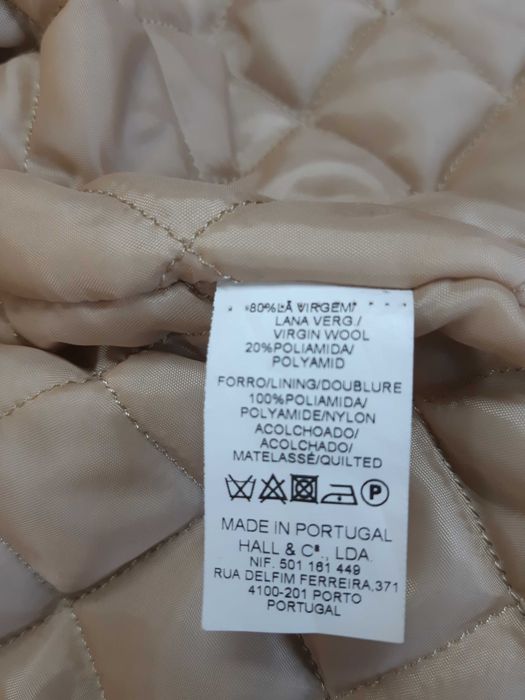 80%LÃ VIRGEM/
LANA VERG./
VIRGIN WOOL
20%POLIAMIDA/
POLYAMID
FORRO/LINING/DOUBLURE
100%POLIAMIDA/
POLYAMIDE/NYLON
ACOLCHOADO/
ACOLCHADO/
MATELASSÉ/QUILTED
P
MADE IN PORTUGAL
HALL & Cª., LDA.
NIF. 501 161 449
RUA DELFIM FERREIRA,371
4100-201 PORTO
PORTUGAL